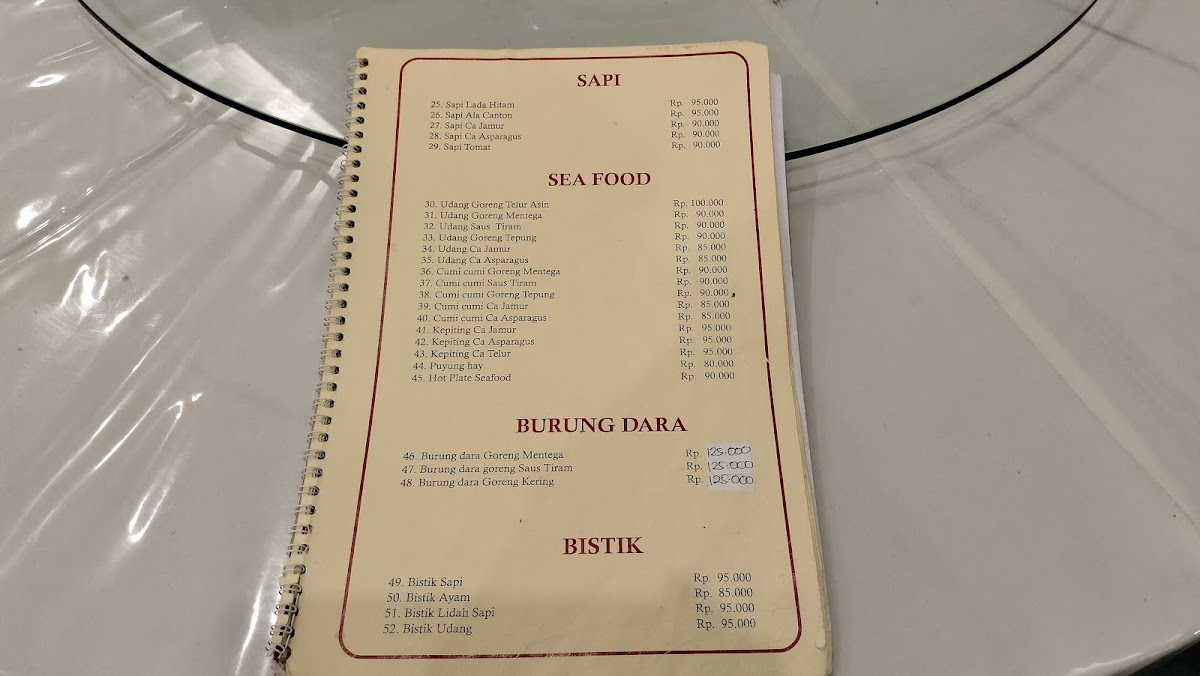 SAPI
25. Sapi Lada Hitam Rp. 95.000
26. Sapi Ala Canton Rp. 95.000
27. Sapi Ca Jamur Rp. 90.000
28. Sapi Ca Asparagus Rp. 90.000
29. Sapi Tomat Rp. 90.000
SEA FOOD
30. Udang Goreng Telur Asin Rp. 100.000
31. Udang Goreng Mentega Rp. 90.000
32. Udang Saus Tiram Rp. 90.000
33. Udang Goreng Tepung Rp. 90.000
34. Udang Ca Jamur Rp. 85.000
35. Udang Ca Asparagus Rp. 85.000
36. Cumi cumi Goreng Mentega Rp. 90.000
37. Cumi cumi Saus Tiram Rp. 90.000
38. Cumi cumi Goreng Tepung Rp. 90.000
39. Cumi cumi Ca Jamur Rp. 85.000
40. Cumi cumi Ca Asparagus Rp. 85.000
41. Kepiting Ca Jamur Rp. 95.000
42. Kepiting Ca Asparagus Rp. 95.000
43. Kepiting Ca Telur Rp. 95.000
44. Puyung hay Rp. 80.000
45. Hot Plate Seafood Rp. 90.000
BURUNG DARA
46. Burung dara Goreng Mentega Rp. 125.000
47. Burung dara goreng Saus Tiram Rp. 125.000
48. Burung dara Goreng Kering Rp. 125.000
BISTIK
49. Bistik Sapi Rp. 95.000
50. Bistik Ayam Rp. 85.000
51. Bistik Lidah Sapi Rp. 95.000
52. Bistik Udang Rp. 95.000